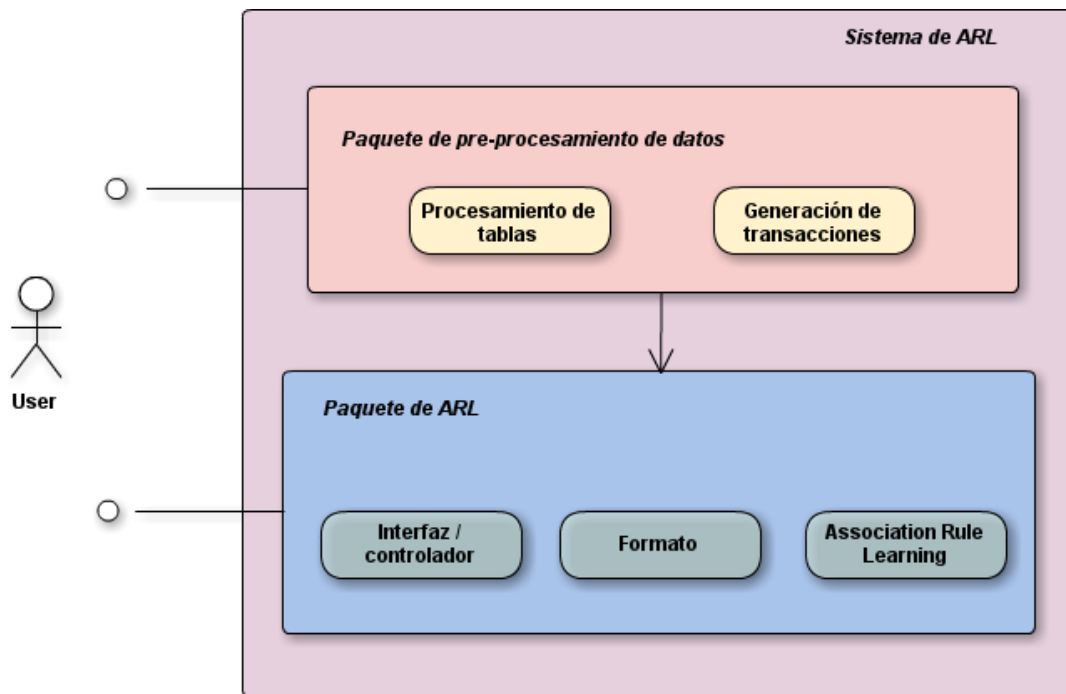 Sistema de ARL
Paquete de pre-procesamiento de datos
Procesamiento de
tablas
Generación de
transacciones
User
Paquete de ARL
Interfaz /
controlador
Formato
Association Rule
Learning